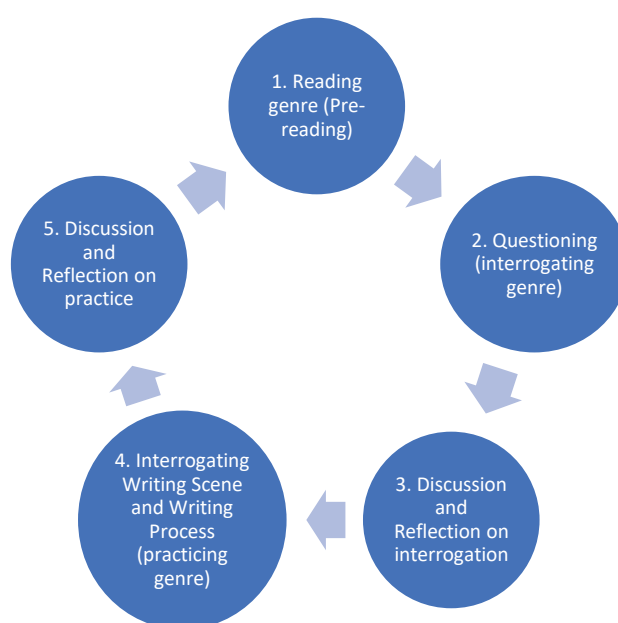 1. Reading
genre (Pre-
reading)
2. Questioning
(interrogating
genre)
3. Discussion
and
Reflection on
interrogation
4. Interrogating
Writing Scene
and Writing
Process
(practicing
genre)
5. Discussion
and
Reflection on
practice